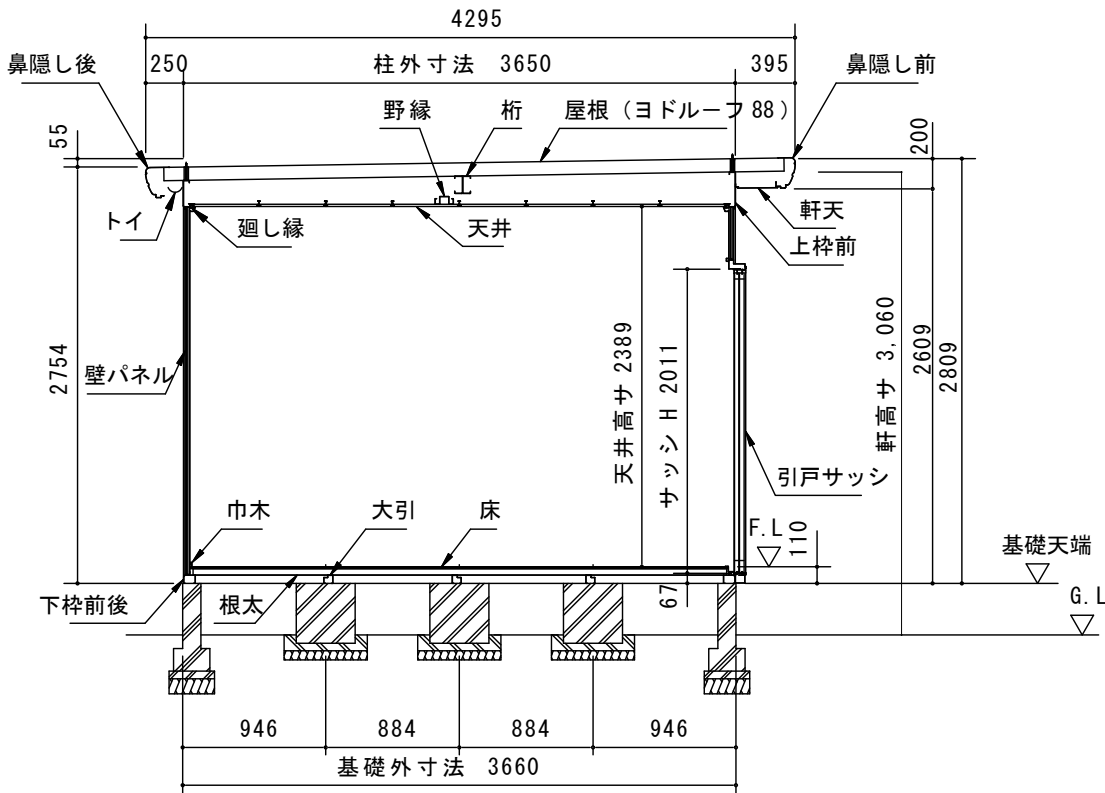 4295
250
柱外寸法 3650
395
鼻隠し後
鼻隠し前
野縁
桁
屋根（ヨドルーフ88）
55
200
トイ
廻し縁
天井
軒天
上枠前
2754
壁パネル
天井高サ 2389
サッシH 2011
軒高サ 3,060
2609
2809
引戸サッシ
巾木
大引
床
F.L
110
基礎天端
67
G.L
下枠前後
根太
946
884
884
946
基礎外寸法 3660